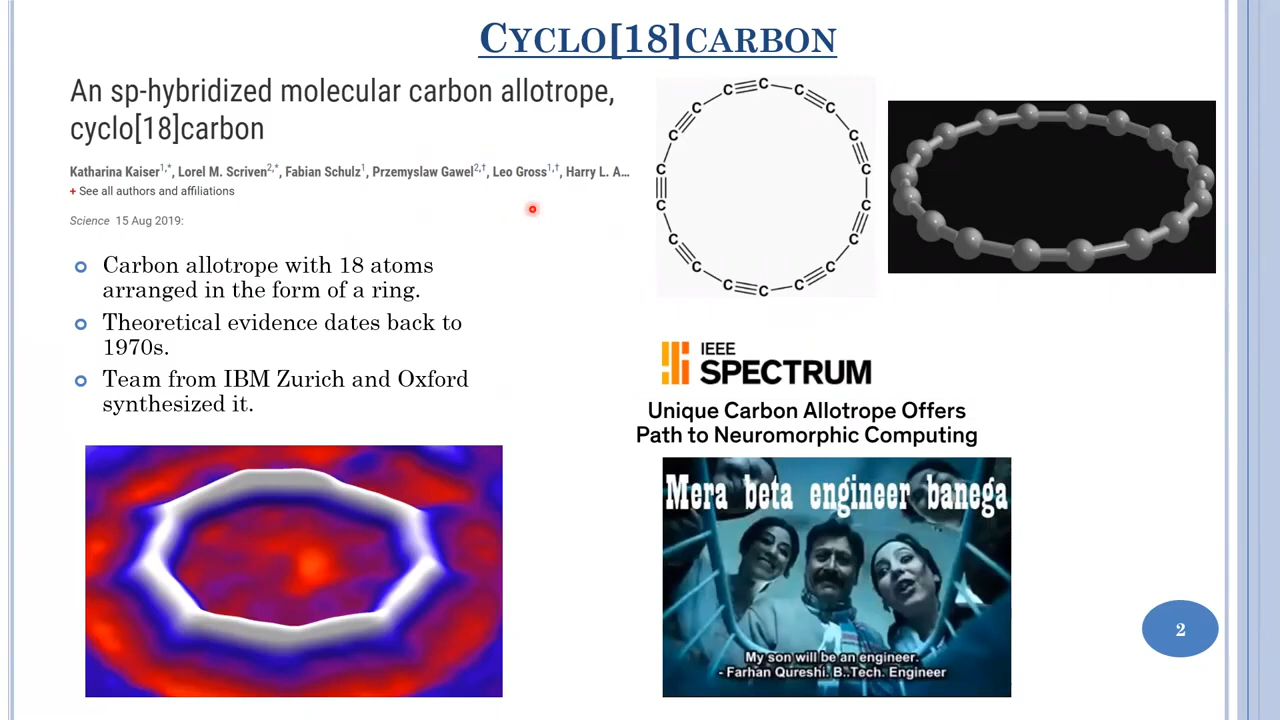 CYCLO[18]CARBON
An sp-hybridized molecular carbon allotrope,
cyclo[18]carbon
Katharina Kaiser1,*, Lorel M. Scriven2,*, Fabian Schulz1, Przemyslaw Gawel2,†, Leo Gross1,†, Harry L. A...
+ See all authors and affiliations
Science 15 Aug 2019:
Carbon allotrope with 18 atoms
arranged in the form of a ring.
Theoretical evidence dates back to
1970s.
Team from IBM Zurich and Oxford
synthesized it.
C C C C C C C C C C C C C C C C C C
IEEE
SPECTRUM
Unique Carbon Allotrope Offers
Path to Neuromorphic Computing
Mera beta engineer banega
My son will be an engineer.
- Farhan Qureshi. B..Tech. Engineer
2